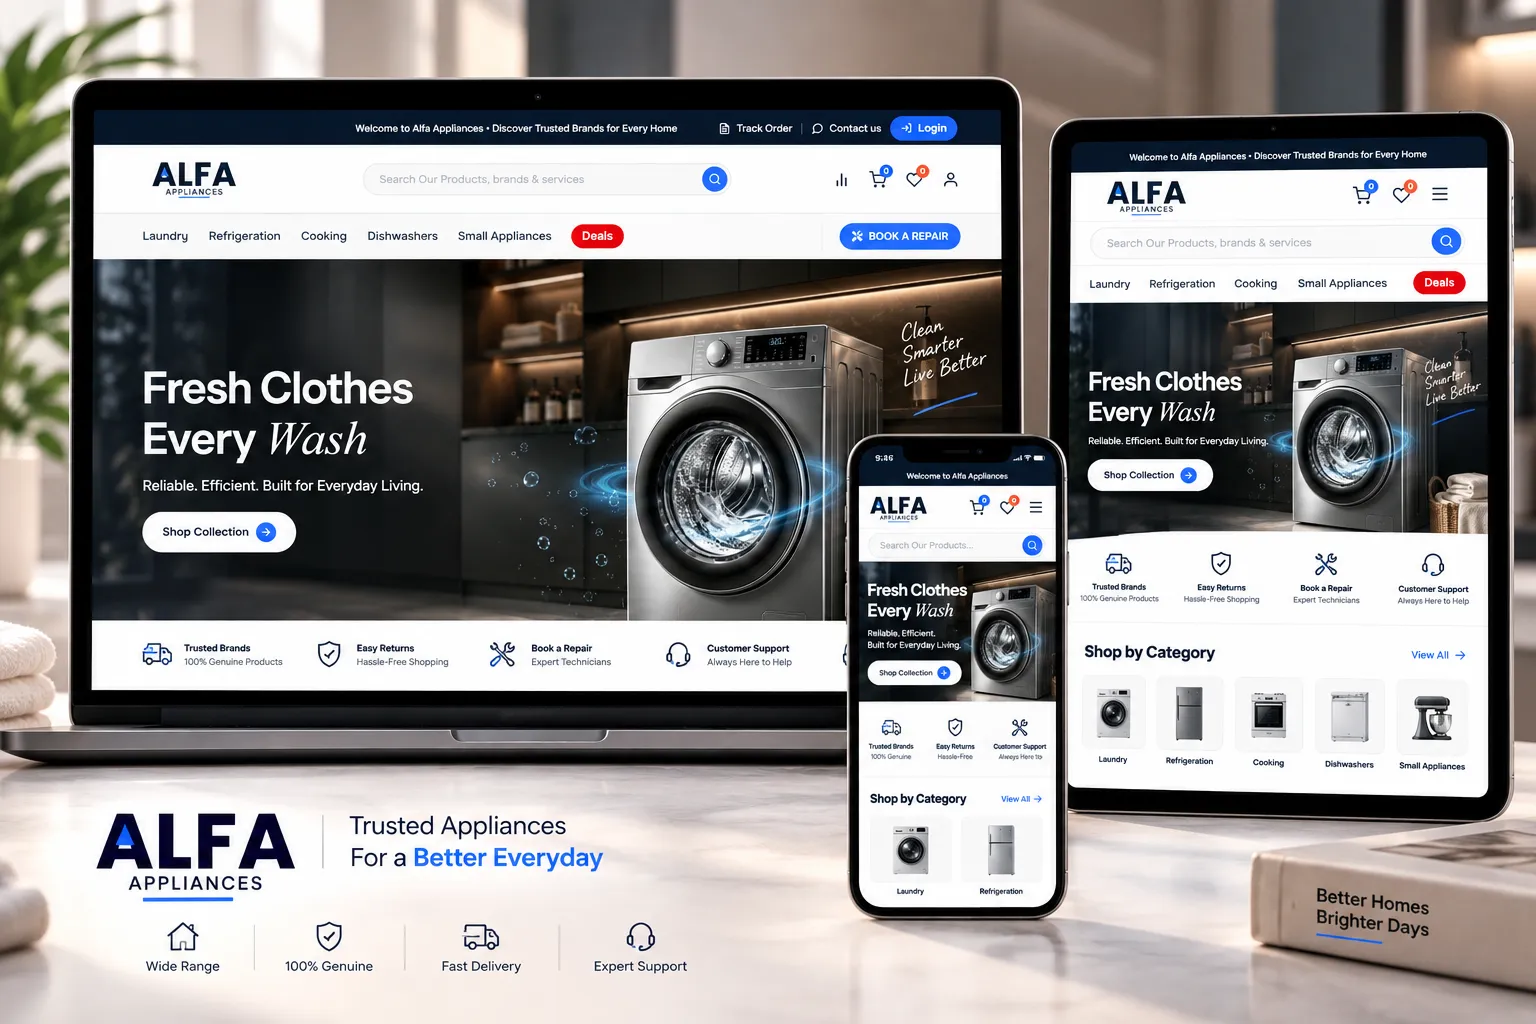 Welcome to Alfa Appliances • Discover Trusted Brands for Every Home
Track Order
Contact us
Login
ALFA
APPLIANCES
Search Our Products, brands & services
0
0
Laundry
Refrigeration
Cooking
Dishwashers
Small Appliances
Deals
BOOK A REPAIR
Fresh Clothes
Every Wash
Reliable. Efficient. Built for Everyday Living.
Shop Collection
Clean
Smarter
Live Better
Trusted Brands
100% Genuine Products
Easy Returns
Hassle-Free Shopping
Book a Repair
Expert Technicians
Customer Support
Always Here to Help
Welcome to Alfa Appliances • Discover Trusted Brands for Every Home
ALFA
APPLIANCES
0
0
Search Our Products, brands & services
Laundry
Refrigeration
Cooking
Small Appliances
Deals
Fresh Clothes
Every Wash
Reliable. Efficient. Built for Everyday Living.
Shop Collection
Clean
Smarter
Live Better
Trusted Brands
100% Genuine Products
Easy Returns
Hassle-Free Shopping
Book a Repair
Expert Technicians
Customer Support
Always Here to Help
Shop by Category
View All
Laundry
Refrigeration
Cooking
Dishwashers
Small Appliances
Welcome to Alfa Appliances
ALFA
APPLIANCES
0
0
Search Our Products...
Fresh Clothes
Every Wash
Reliable. Efficient.
Built for Everyday Living.
Shop Collection
Trusted Brands
100% Genuine
Easy Returns
Hassle-Free
Customer Support
Always Here to
Shop by Category
View All
Laundry
Refrigeration
ALFA
APPLIANCES
Trusted Appliances
For a Better Everyday
Wide Range
100% Genuine
Fast Delivery
Expert Support
Better Homes
Brighter Days